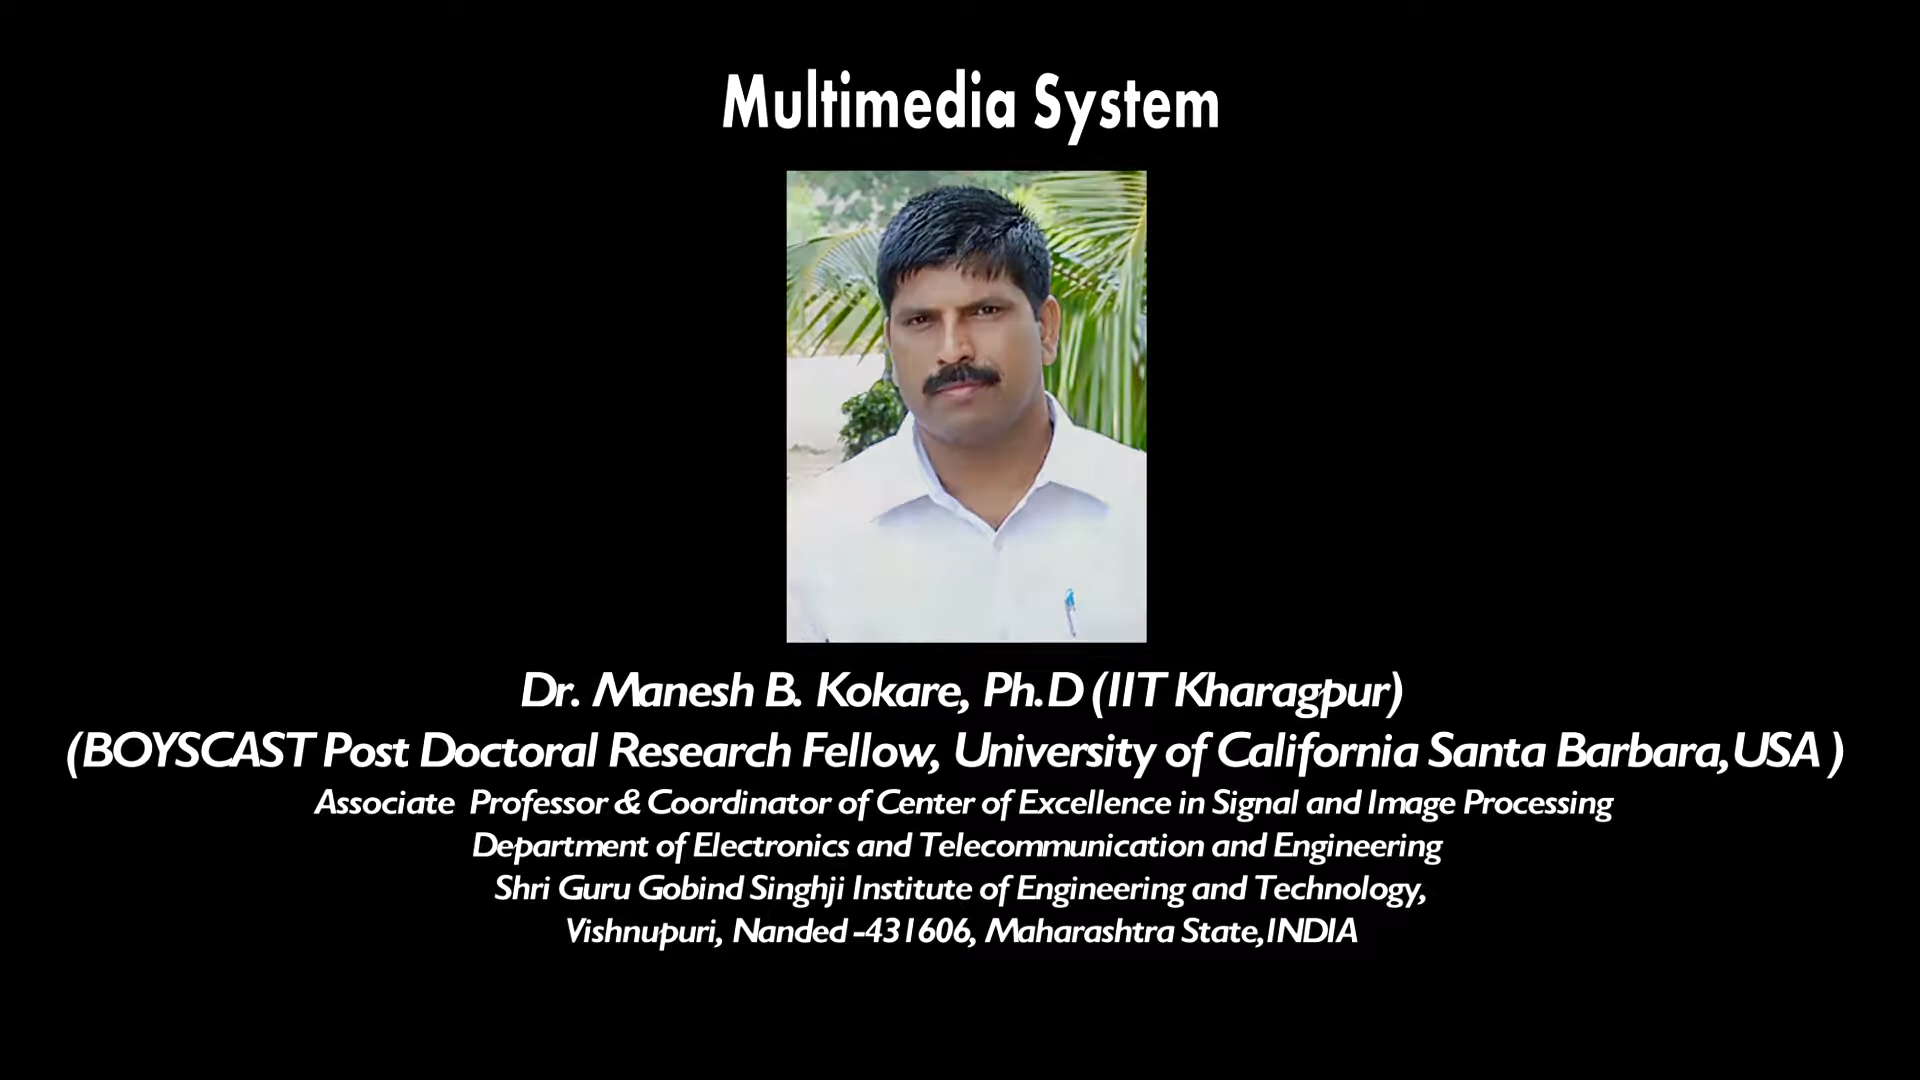 Multimedia System
Dr. Manesh B. Kokare, Ph.D (IIT Kharagpur)
(BOYSCAST Post Doctoral Research Fellow, University of California Santa Barbara,USA )
Associate Professor & Coordinator of Center of Excellence in Signal and Image Processing
Department of Electronics and Telecommunication and Engineering
Shri Guru Gobind Singhji Institute of Engineering and Technology,
Vishnupuri, Nanded -431606, Maharashtra State,INDIA